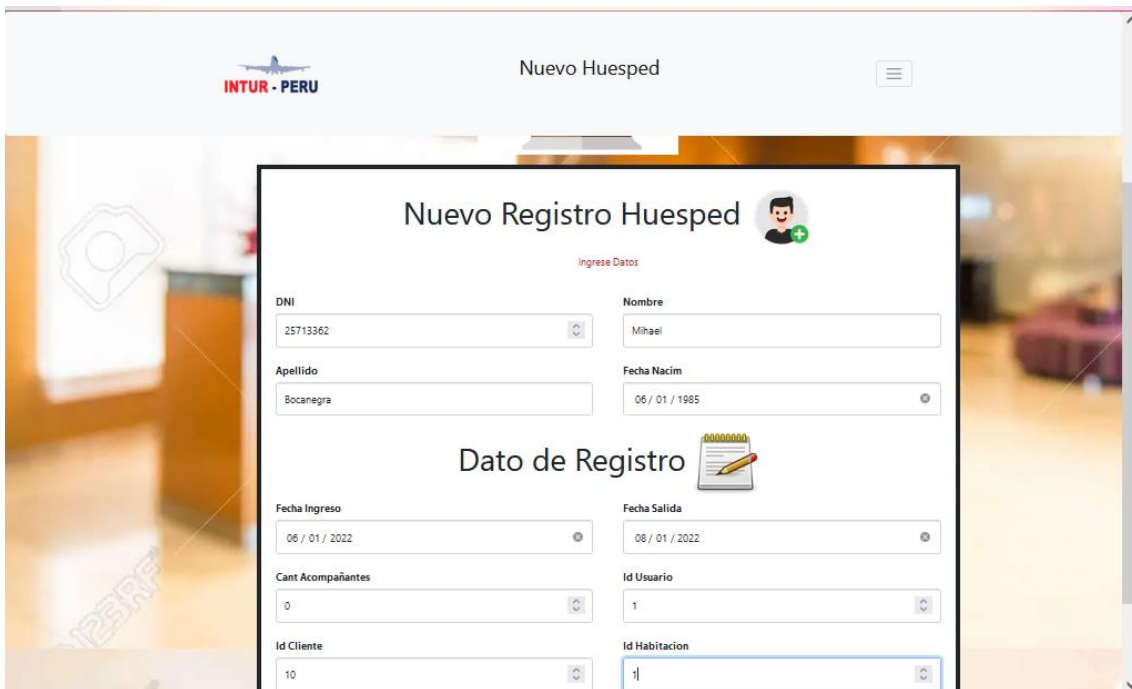 INTUR - PERU
Nuevo Huesped
Nuevo Registro Huesped
Ingrese Datos
DNI
Nombre
25713362
Mihael
Apellido
Fecha Nacim
Bocanegra
06 / 01 / 1985
Dato de Registro
Fecha Ingreso
Fecha Salida
06 / 01 / 2022
08 / 01 / 2022
Cant Acompañantes
Id Usuario
0
1
Id Cliente
Id Habitacion
10
1
123RF